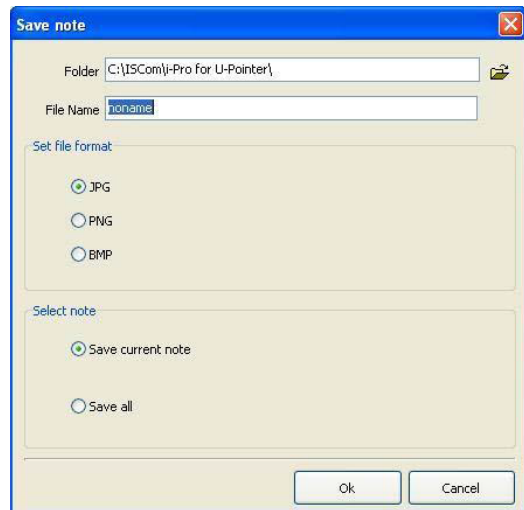 Save note
Folder C:\ISCom\i-Pro for U-Pointer\
File Name noname
Set file format
JPG
PNG
BMP
Select note
Save current note
Save all
Ok Cancel